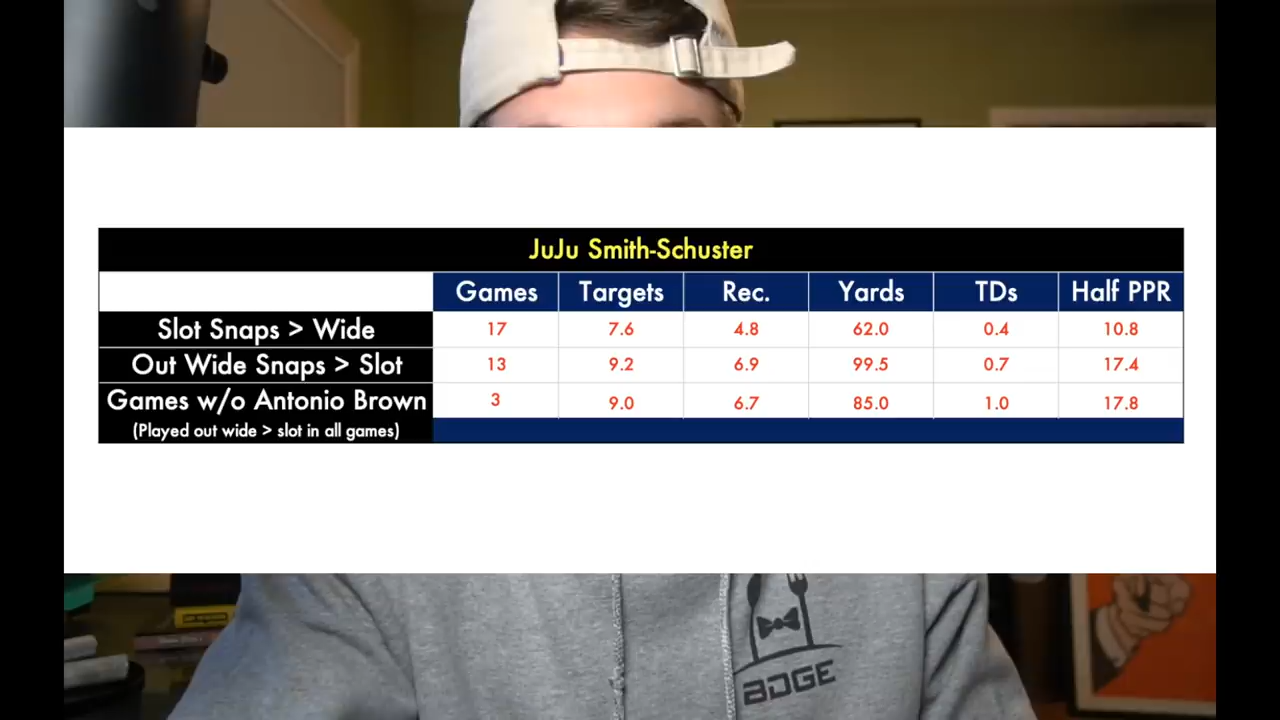 JuJu Smith-Schuster
Games Targets Rec. Yards TDs Half PPR
Slot Snaps > Wide 17 7.6 4.8 62.0 0.4 10.8
Out Wide Snaps > Slot 13 9.2 6.9 99.5 0.7 17.4
Games w/o Antonio Brown 3 9.0 6.7 85.0 1.0 17.8
(Played out wide > slot in all games)
BDGE